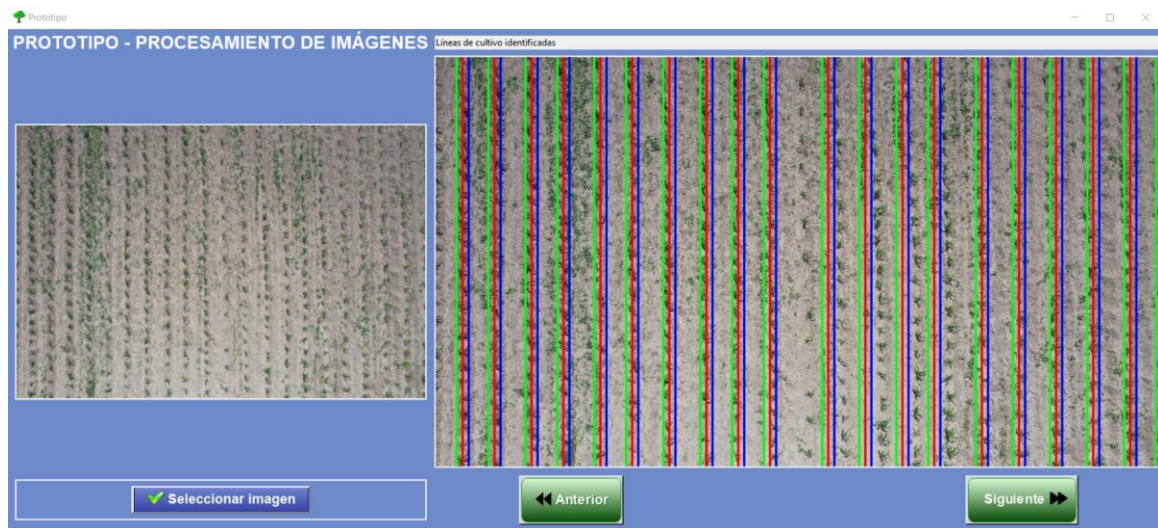 Prototipo
PROTOTIPO - PROCESAMIENTO DE IMÁGENES
Líneas de cultivo identificadas
Seleccionar imagen
Anterior
Siguiente